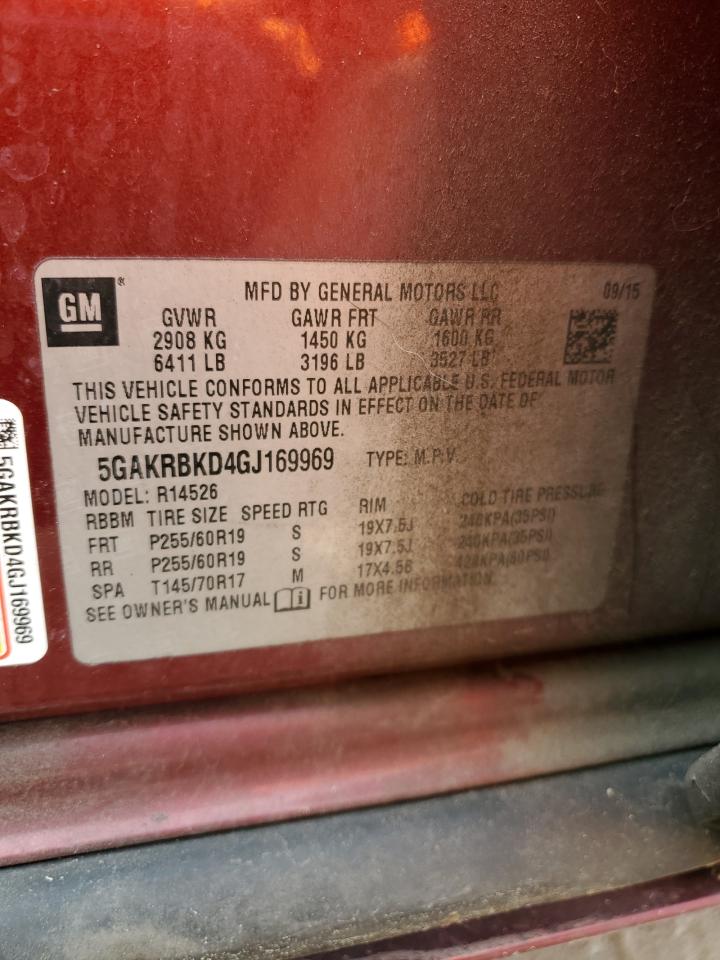 GM®
MFD BY GENERAL MOTORS LLC 09/15
GVWR GAWR FRT GAWR RR
2908 KG 1450 KG 1600 KG
6411 LB 3196 LB 3527 LB
THIS VEHICLE CONFORMS TO ALL APPLICABLE U.S. FEDERAL MOTOR
VEHICLE SAFETY STANDARDS IN EFFECT ON THE DATE OF
MANUFACTURE SHOWN ABOVE.
5GAKRBKD4GJ169969 TYPE: M.P.V.
MODEL: R14526
RBBM TIRE SIZE SPEED RTG RIM COLD TIRE PRESSURE
FRT P255/60R19 S 19X7.5J 240KPA(35PSI)
RR P255/60R19 S 19X7.5J 240KPA(35PSI)
SPA T145/70R17 M 17X4.5B 420KPA(60PSI)
SEE OWNER'S MANUAL FOR MORE INFORMATION
5GAKRBKD4GJ169969